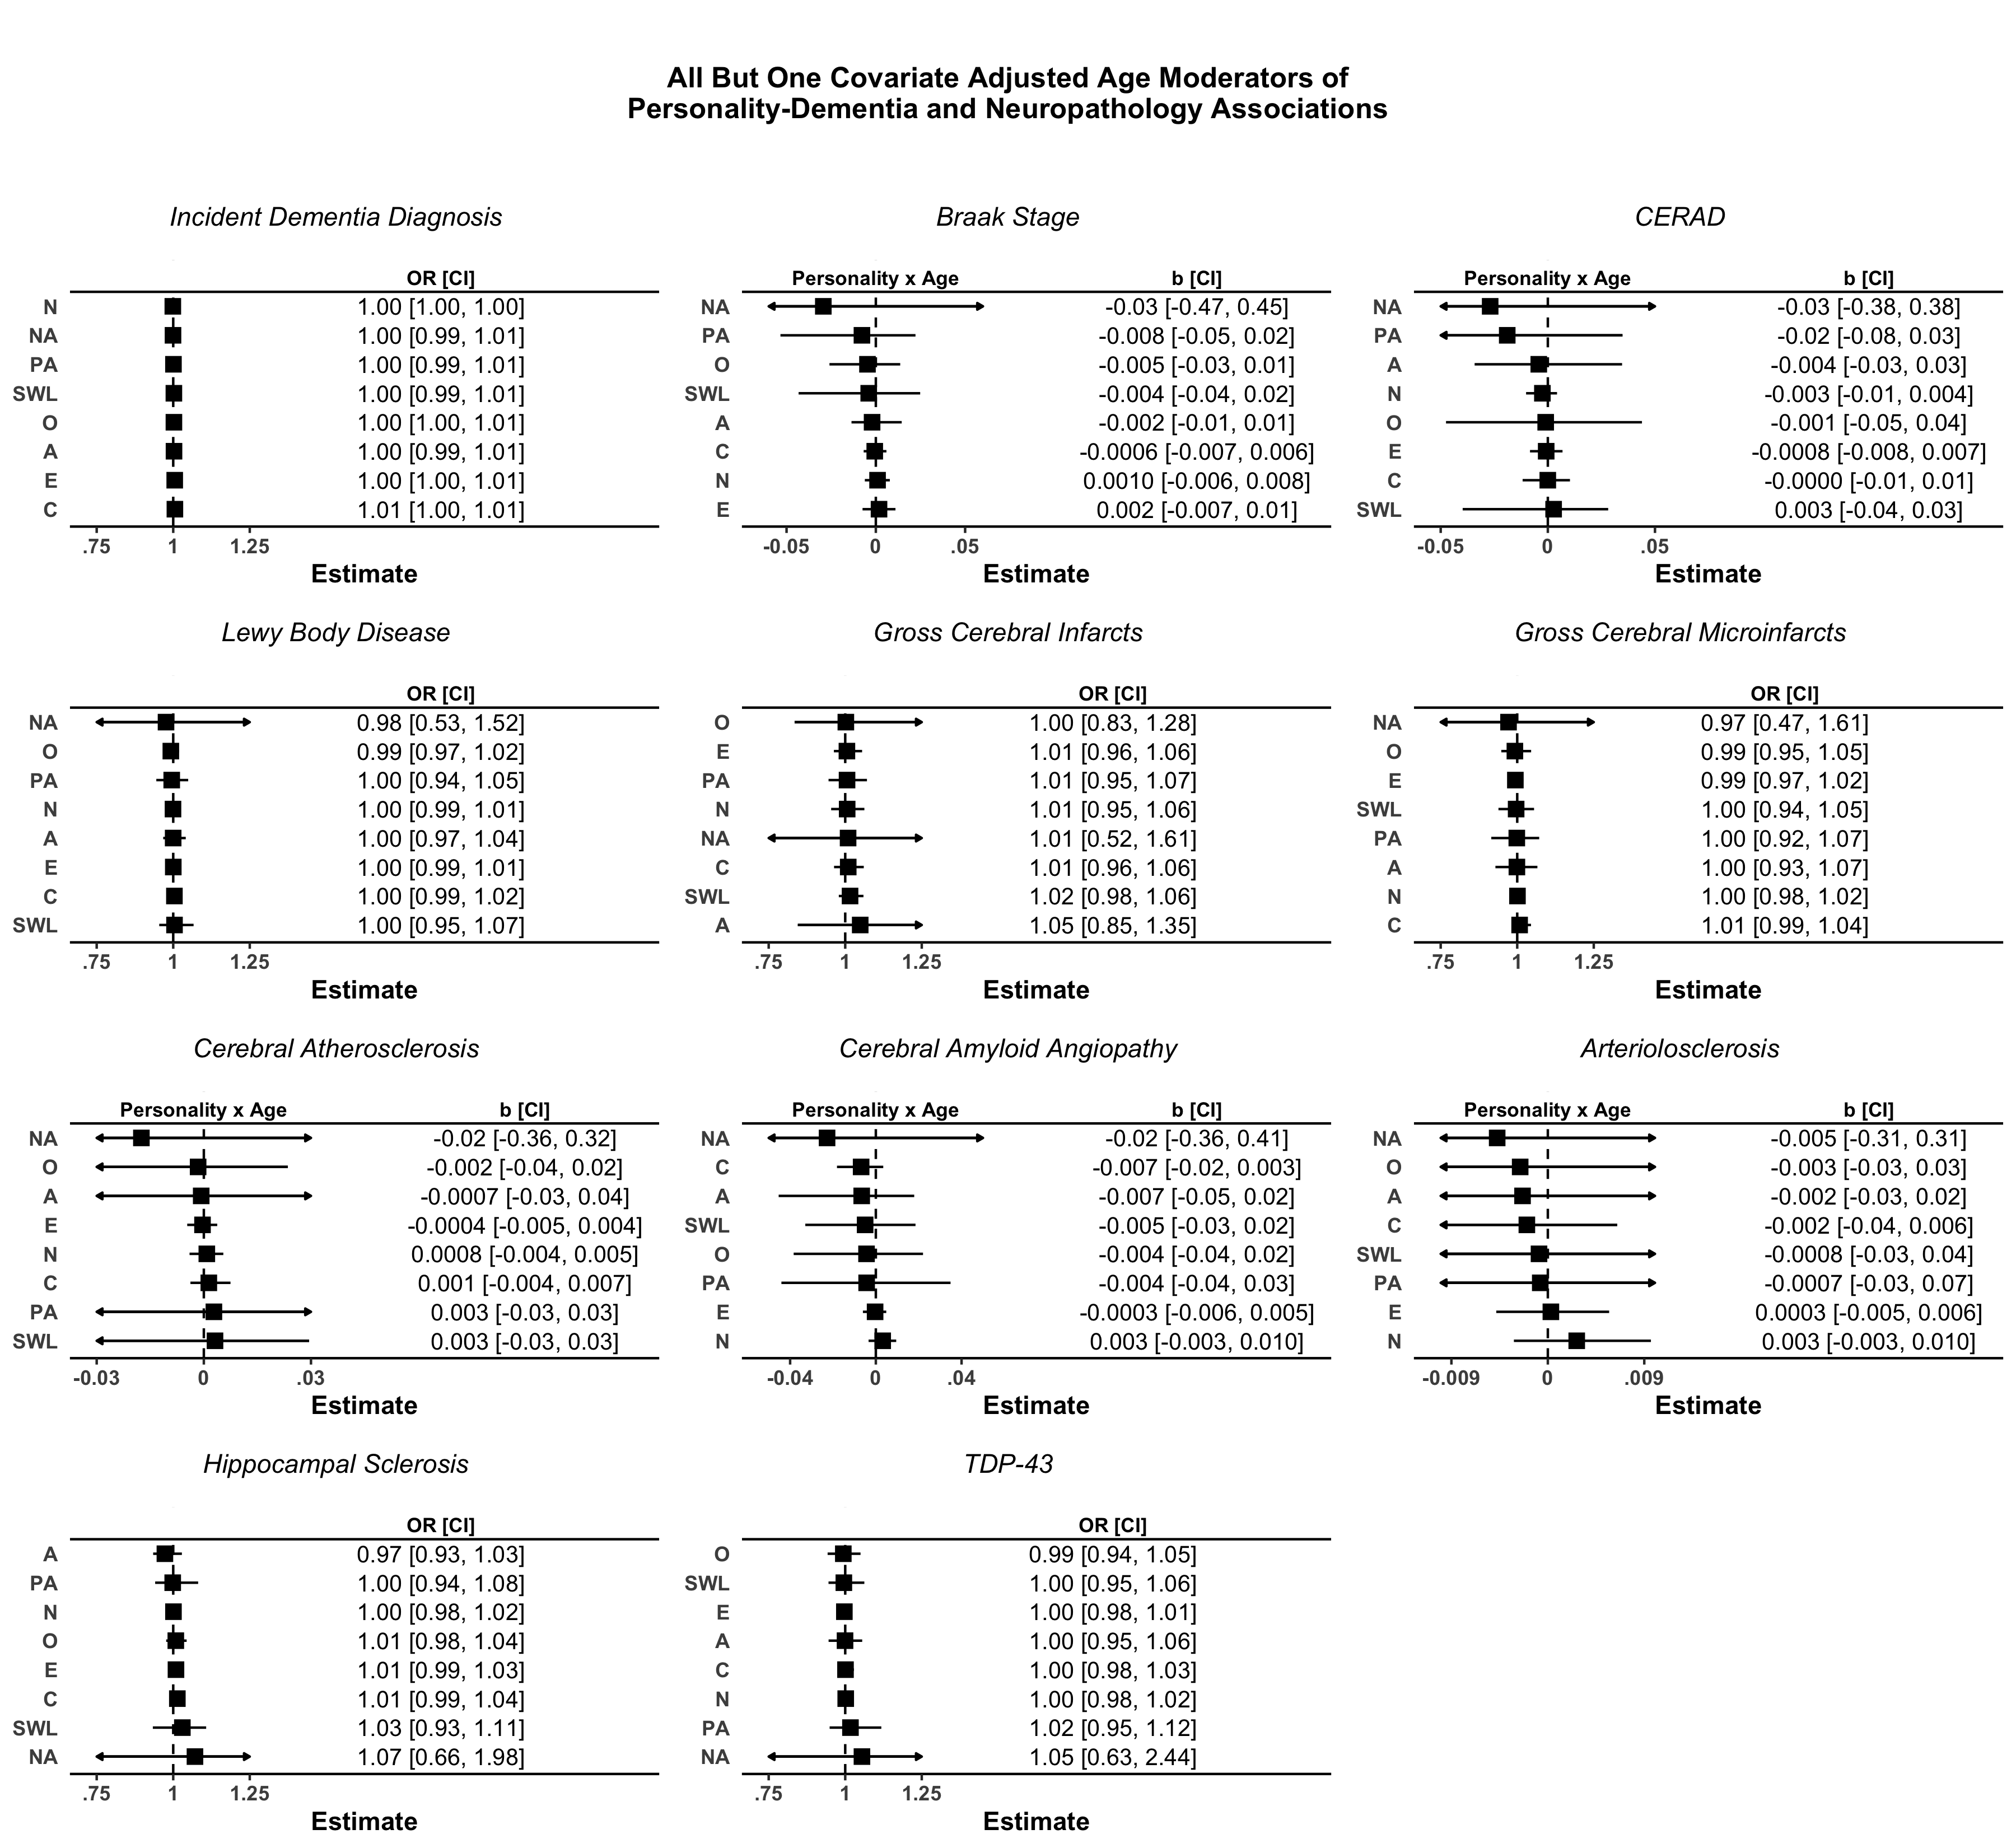 All But One Covariate Adjusted Age Moderators of
Personality-Dementia and Neuropathology Associations
Incident Dementia Diagnosis
OR [CI]
N 1.00 [1.00, 1.00]
NA 1.00 [0.99, 1.01]
PA 1.00 [0.99, 1.01]
SWL 1.00 [0.99, 1.01]
O 1.00 [1.00, 1.01]
A 1.00 [0.99, 1.01]
E 1.00 [1.00, 1.01]
C 1.01 [1.00, 1.01]
.75 1 1.25
Estimate
Braak Stage
Personality x Age b [CI]
NA -0.03 [-0.47, 0.45]
PA -0.008 [-0.05, 0.02]
O -0.005 [-0.03, 0.01]
SWL -0.004 [-0.04, 0.02]
A -0.002 [-0.01, 0.01]
C -0.0006 [-0.007, 0.006]
N 0.0010 [-0.006, 0.008]
E 0.002 [-0.007, 0.01]
-0.05 0 .05
Estimate
CERAD
Personality x Age b [CI]
NA -0.03 [-0.38, 0.38]
PA -0.02 [-0.08, 0.03]
A -0.004 [-0.03, 0.03]
N -0.003 [-0.01, 0.004]
O -0.001 [-0.05, 0.04]
E -0.0008 [-0.008, 0.007]
C -0.0000 [-0.01, 0.01]
SWL 0.003 [-0.04, 0.03]
-0.05 0 .05
Estimate
Lewy Body Disease
OR [CI]
NA 0.98 [0.53, 1.52]
O 0.99 [0.97, 1.02]
PA 1.00 [0.94, 1.05]
N 1.00 [0.99, 1.01]
A 1.00 [0.97, 1.04]
E 1.00 [0.99, 1.01]
C 1.00 [0.99, 1.02]
SWL 1.00 [0.95, 1.07]
.75 1 1.25
Estimate
Gross Cerebral Infarcts
OR [CI]
O 1.00 [0.83, 1.28]
E 1.01 [0.96, 1.06]
PA 1.01 [0.95, 1.07]
N 1.01 [0.95, 1.06]
NA 1.01 [0.52, 1.61]
C 1.01 [0.96, 1.06]
SWL 1.02 [0.98, 1.06]
A 1.05 [0.85, 1.35]
.75 1 1.25
Estimate
Gross Cerebral Microinfarcts
OR [CI]
NA 0.97 [0.47, 1.61]
O 0.99 [0.95, 1.05]
E 0.99 [0.97, 1.02]
SWL 1.00 [0.94, 1.05]
PA 1.00 [0.92, 1.07]
A 1.00 [0.93, 1.07]
N 1.00 [0.98, 1.02]
C 1.01 [0.99, 1.04]
.75 1 1.25
Estimate
Cerebral Atherosclerosis
Personality x Age b [CI]
NA -0.02 [-0.36, 0.32]
O -0.002 [-0.04, 0.02]
A -0.0007 [-0.03, 0.04]
E -0.0004 [-0.005, 0.004]
N 0.0008 [-0.004, 0.005]
C 0.001 [-0.004, 0.007]
PA 0.003 [-0.03, 0.03]
SWL 0.003 [-0.03, 0.03]
-0.03 0 .03
Estimate
Cerebral Amyloid Angiopathy
Personality x Age b [CI]
NA -0.02 [-0.36, 0.41]
C -0.007 [-0.02, 0.003]
A -0.007 [-0.05, 0.02]
SWL -0.005 [-0.03, 0.02]
O -0.004 [-0.04, 0.02]
PA -0.004 [-0.04, 0.03]
E -0.0003 [-0.006, 0.005]
N 0.003 [-0.003, 0.010]
-0.04 0 .04
Estimate
Arteriolosclerosis
Personality x Age b [CI]
NA -0.005 [-0.31, 0.31]
O -0.003 [-0.03, 0.03]
A -0.002 [-0.03, 0.02]
C -0.002 [-0.04, 0.006]
SWL -0.0008 [-0.03, 0.04]
PA -0.0007 [-0.03, 0.07]
E 0.0003 [-0.005, 0.006]
N 0.003 [-0.003, 0.010]
-0.009 0 .009
Estimate
Hippocampal Sclerosis
OR [CI]
A 0.97 [0.93, 1.03]
PA 1.00 [0.94, 1.08]
N 1.00 [0.98, 1.02]
O 1.01 [0.98, 1.04]
E 1.01 [0.99, 1.03]
C 1.01 [0.99, 1.04]
SWL 1.03 [0.93, 1.11]
NA 1.07 [0.66, 1.98]
.75 1 1.25
Estimate
TDP-43
OR [CI]
O 0.99 [0.94, 1.05]
SWL 1.00 [0.95, 1.06]
E 1.00 [0.98, 1.01]
A 1.00 [0.95, 1.06]
C 1.00 [0.98, 1.03]
N 1.00 [0.98, 1.02]
PA 1.02 [0.95, 1.12]
NA 1.05 [0.63, 2.44]
.75 1 1.25
Estimate